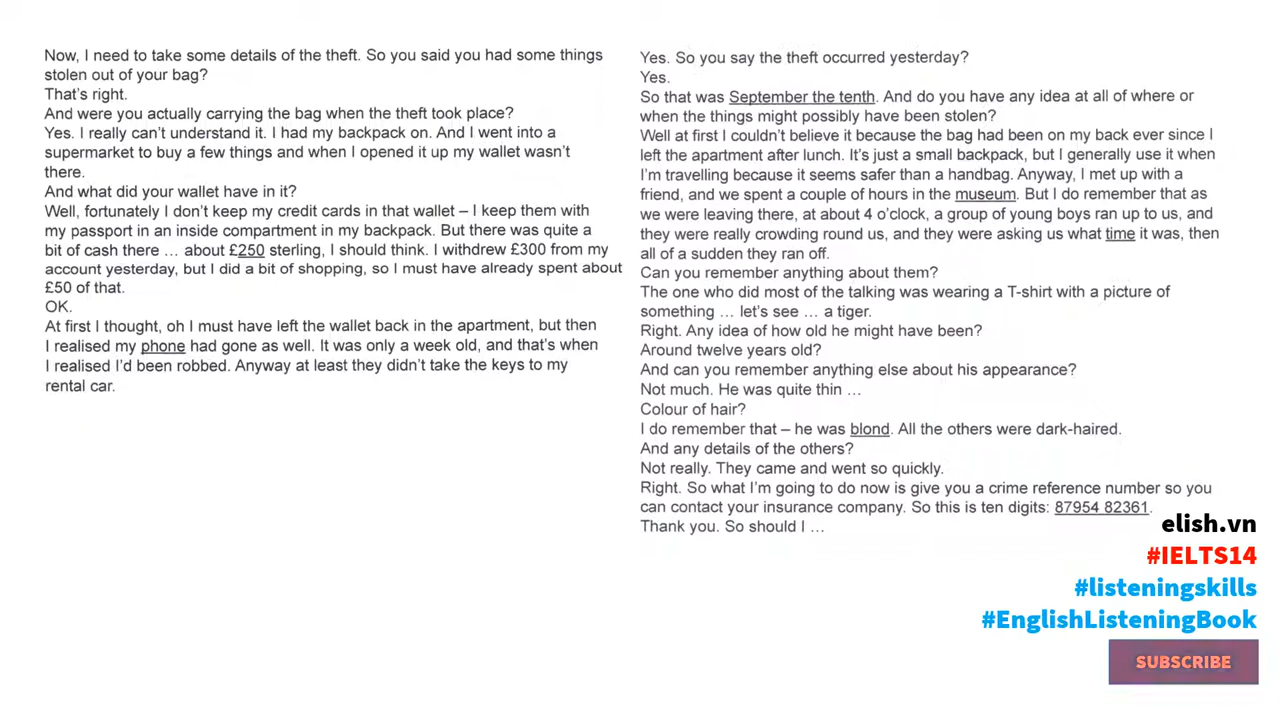 Now, I need to take some details of the theft. So you said you had some things
stolen out of your bag?
That's right.
And were you actually carrying the bag when the theft took place?
Yes. I really can't understand it. I had my backpack on. And I went into a
supermarket to buy a few things and when I opened it up my wallet wasn't
there.
And what did your wallet have in it?
Well, fortunately I don't keep my credit cards in that wallet – I keep them with
my passport in an inside compartment in my backpack. But there was quite a
bit of cash there … about £250 sterling, I should think. I withdrew £300 from my
account yesterday, but I did a bit of shopping, so I must have already spent about
£50 of that.
OK.
At first I thought, oh I must have left the wallet back in the apartment, but then
I realised my phone had gone as well. It was only a week old, and that's when
I realised I'd been robbed. Anyway at least they didn't take the keys to my
rental car.
Yes. So you say the theft occurred yesterday?
Yes.
So that was September the tenth. And do you have any idea at all of where or
when the things might possibly have been stolen?
Well at first I couldn't believe it because the bag had been on my back ever since I
left the apartment after lunch. It's just a small backpack, but I generally use it when
I'm travelling because it seems safer than a handbag. Anyway, I met up with a
friend, and we spent a couple of hours in the museum. But I do remember that as
we were leaving there, at about 4 o'clock, a group of young boys ran up to us, and
they were really crowding round us, and they were asking us what time it was, then
all of a sudden they ran off.
Can you remember anything about them?
The one who did most of the talking was wearing a T-shirt with a picture of
something … let's see … a tiger.
Right. Any idea of how old he might have been?
Around twelve years old?
And can you remember anything else about his appearance?
Not much. He was quite thin …
Colour of hair?
I do remember that – he was blond. All the others were dark-haired.
And any details of the others?
Not really. They came and went so quickly.
Right. So what I'm going to do now is give you a crime reference number so you
can contact your insurance company. So this is ten digits: 87954 82361.
Thank you. So should I …
elish.vn
#IELTS14
#listeningskills
#EnglishListeningBook
SUBSCRIBE